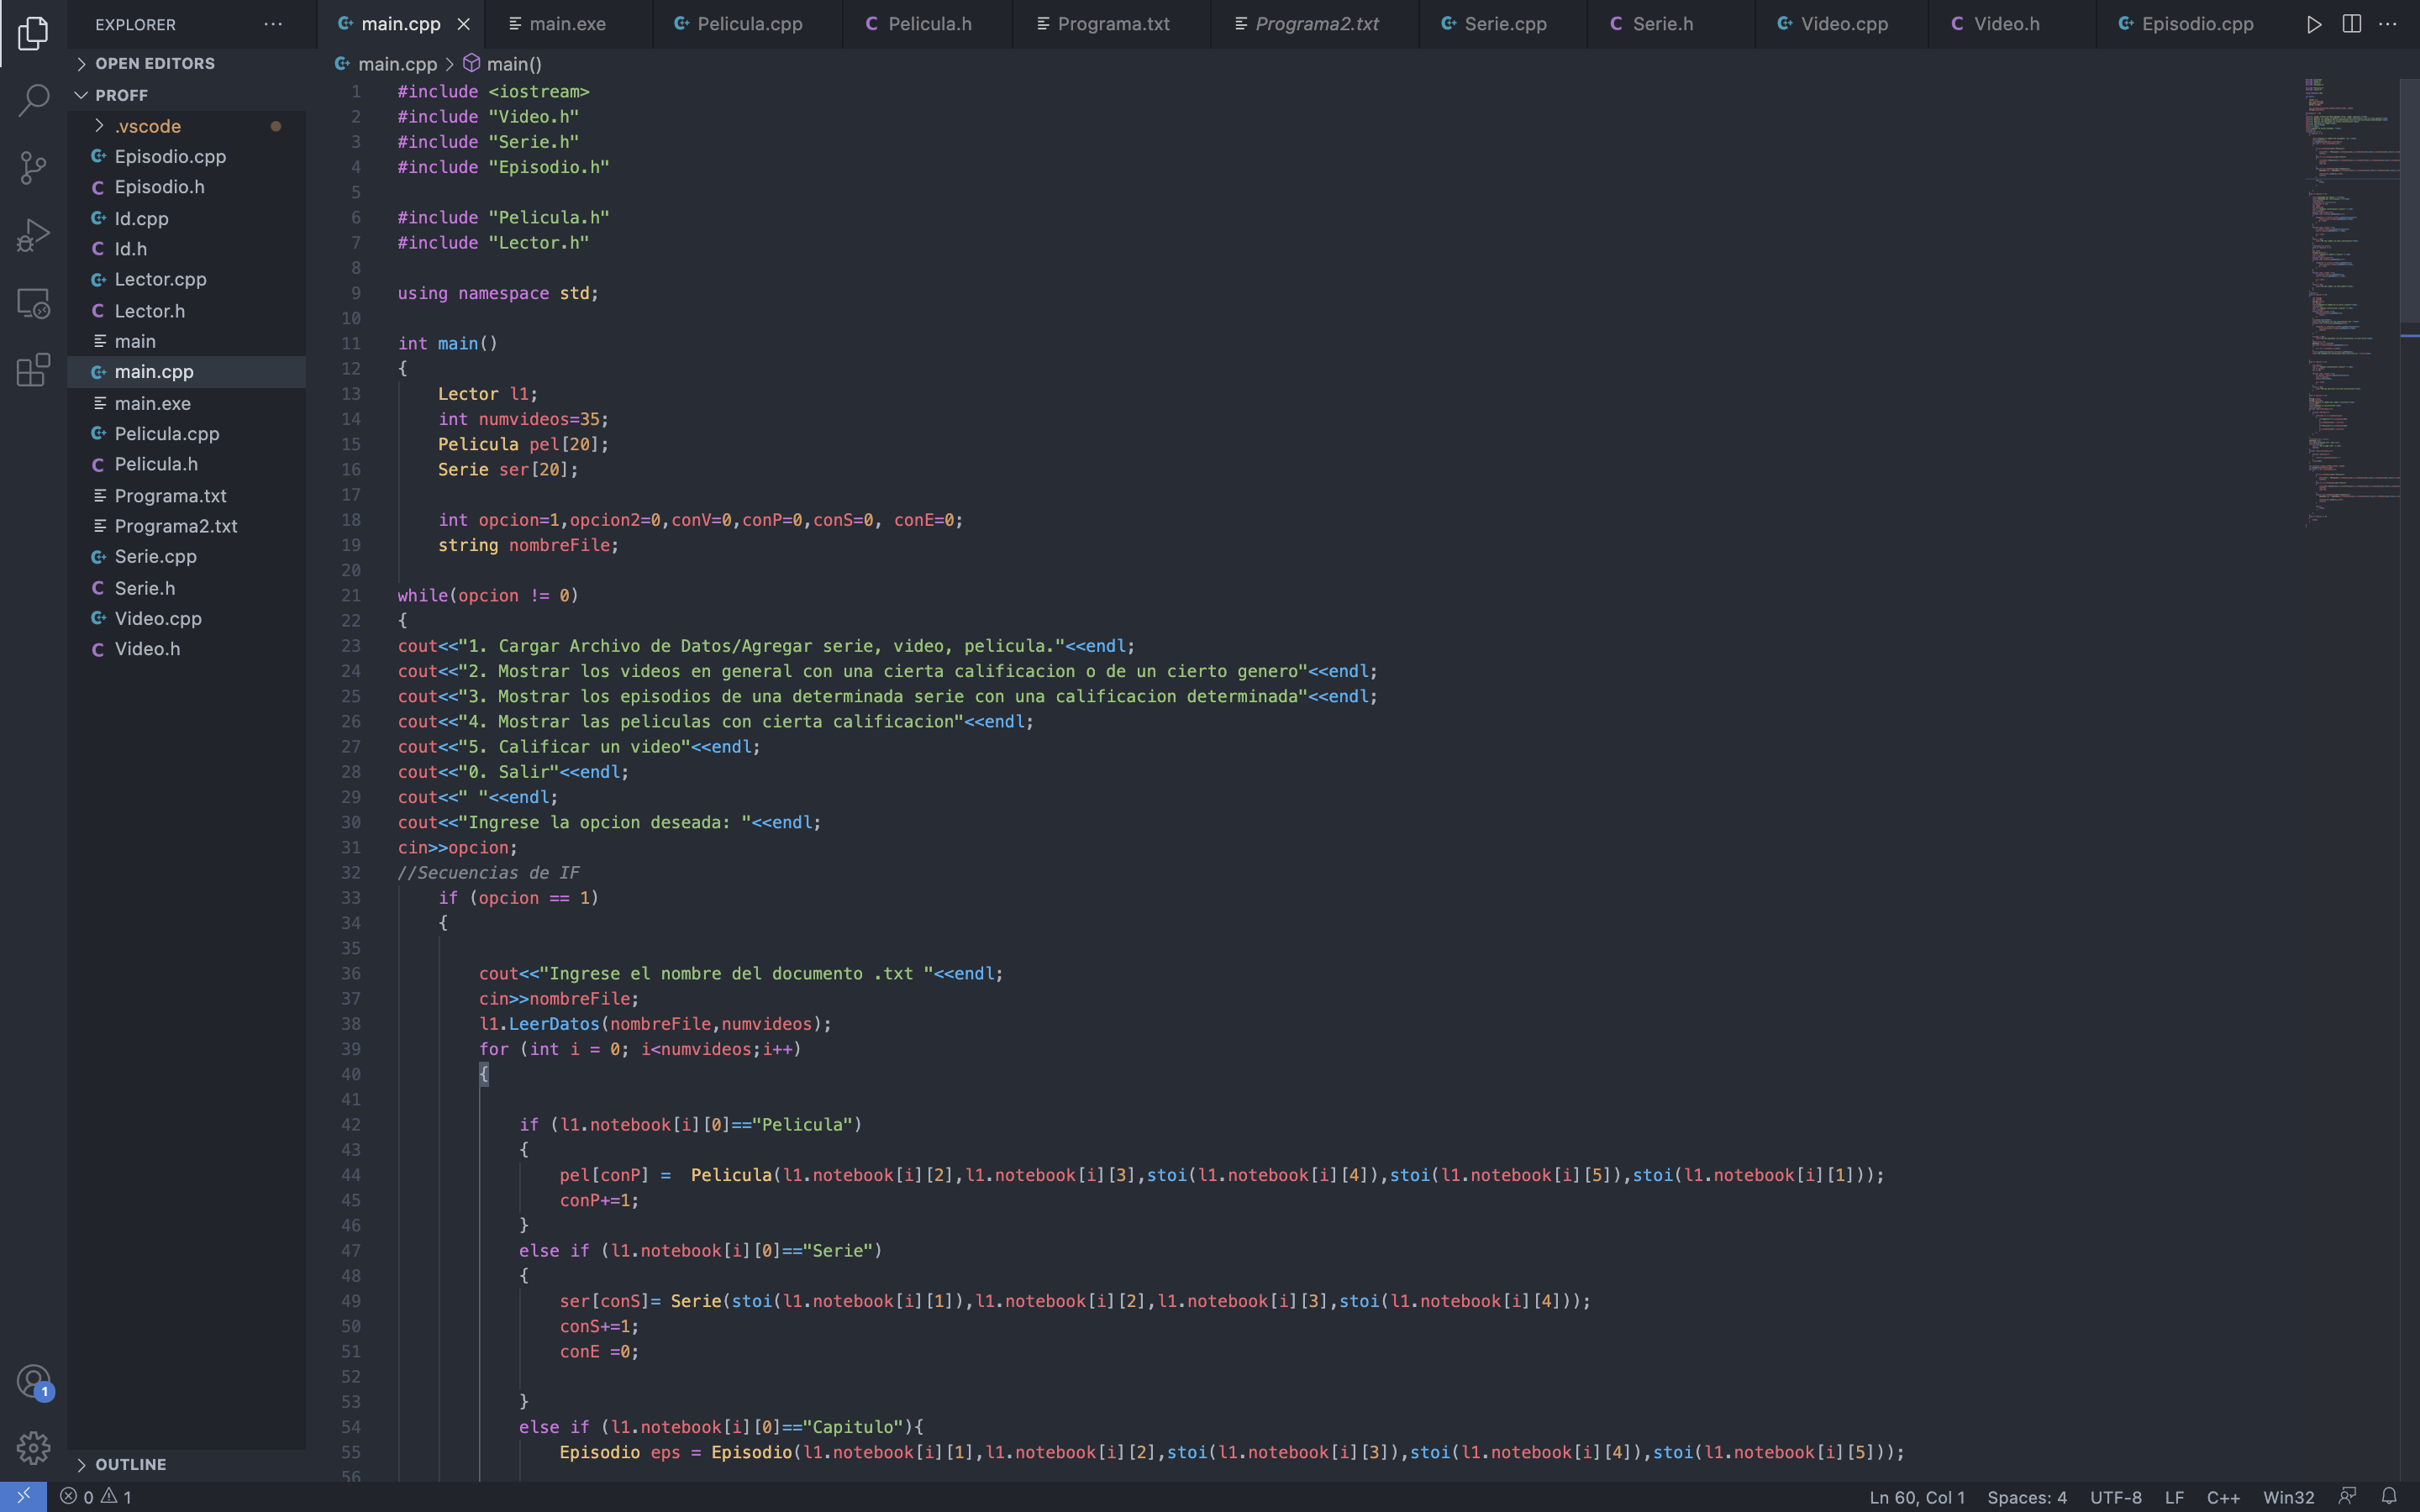 EXPLORER
main.cpp
main.exe
Pelicula.cpp
Pelicula.h
Programa.txt
Programa2.txt
Serie.cpp
Serie.h
Video.cpp
Video.h
Episodio.cpp
OPEN EDITORS
PROFF
.vscode
Episodio.cpp
Episodio.h
Id.cpp
Id.h
Lector.cpp
Lector.h
main
main.cpp
main.exe
Pelicula.cpp
Pelicula.h
Programa.txt
Programa2.txt
Serie.cpp
Serie.h
Video.cpp
Video.h
OUTLINE
main.cpp > main()
1 #include <iostream>
2 #include "Video.h"
3 #include "Serie.h"
4 #include "Episodio.h"
5
6 #include "Pelicula.h"
7 #include "Lector.h"
8
9 using namespace std;
10
11 int main()
12 {
13 Lector l1;
14 int numvideos=35;
15 Pelicula pel[20];
16 Serie ser[20];
17
18 int opcion=1,opcion2=0,conV=0,conP=0,conS=0, conE=0;
19 string nombreFile;
20
21 while(opcion != 0)
22 {
23 cout<<"1. Cargar Archivo de Datos/Agregar serie, video, pelicula."<<endl;
24 cout<<"2. Mostrar los videos en general con una cierta calificacion o de un cierto genero"<<endl;
25 cout<<"3. Mostrar los episodios de una determinada serie con una calificacion determinada"<<endl;
26 cout<<"4. Mostrar las peliculas con cierta calificacion"<<endl;
27 cout<<"5. Calificar un video"<<endl;
28 cout<<"0. Salir"<<endl;
29 cout<<" "<<endl;
30 cout<<"Ingrese la opcion deseada: "<<endl;
31 cin>>opcion;
32 //Secuencias de IF
33 if (opcion == 1)
34 {
35
36 cout<<"Ingrese el nombre del documento .txt "<<endl;
37 cin>>nombreFile;
38 l1.LeerDatos(nombreFile,numvideos);
39 for (int i = 0; i<numvideos;i++)
40 {
41
42 if (l1.notebook[i][0]=="Pelicula")
43 {
44 pel[conP] =  Pelicula(l1.notebook[i][2],l1.notebook[i][3],stoi(l1.notebook[i][4]),stoi(l1.notebook[i][5]),stoi(l1.notebook[i][1]));
45 conP+=1;
46 }
47 else if (l1.notebook[i][0]=="Serie")
48 {
49 ser[conS]= Serie(stoi(l1.notebook[i][1]),l1.notebook[i][2],l1.notebook[i][3],stoi(l1.notebook[i][4]));
50 conS+=1;
51 conE =0;
52
53 }
54 else if (l1.notebook[i][0]=="Capitulo"){
55 Episodio eps = Episodio(l1.notebook[i][1],l1.notebook[i][2],stoi(l1.notebook[i][3]),stoi(l1.notebook[i][4]),stoi(l1.notebook[i][5]));
56
1
0 1
Ln 60, Col 1
Spaces: 4
UTF-8
LF
C++
Win32